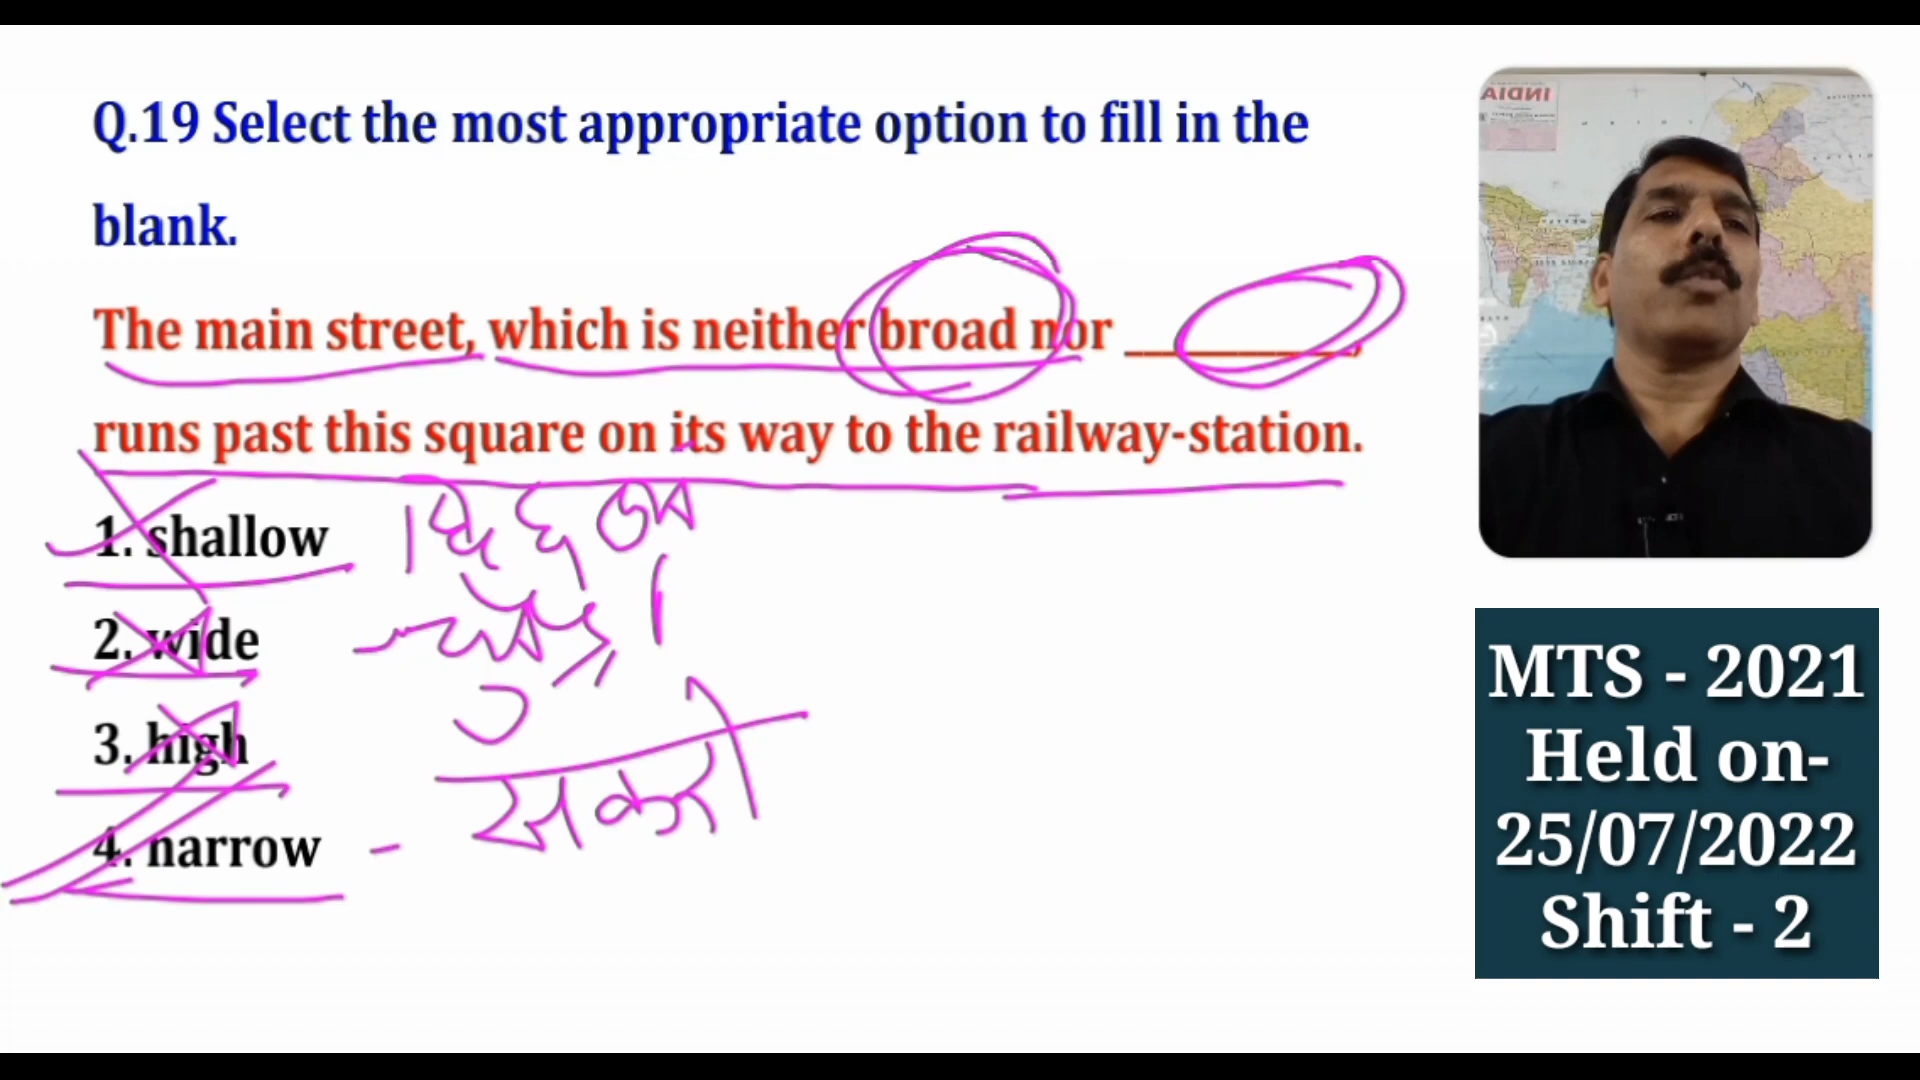 Q.19 Select the most appropriate option to fill in the
blank.
The main street, which is neither broad nor __________,
runs past this square on its way to the railway-station.
1. shallow
2. wide
3. high
4. narrow -
INDIA
MTS - 2021
Held on-
25/07/2022
Shift - 2